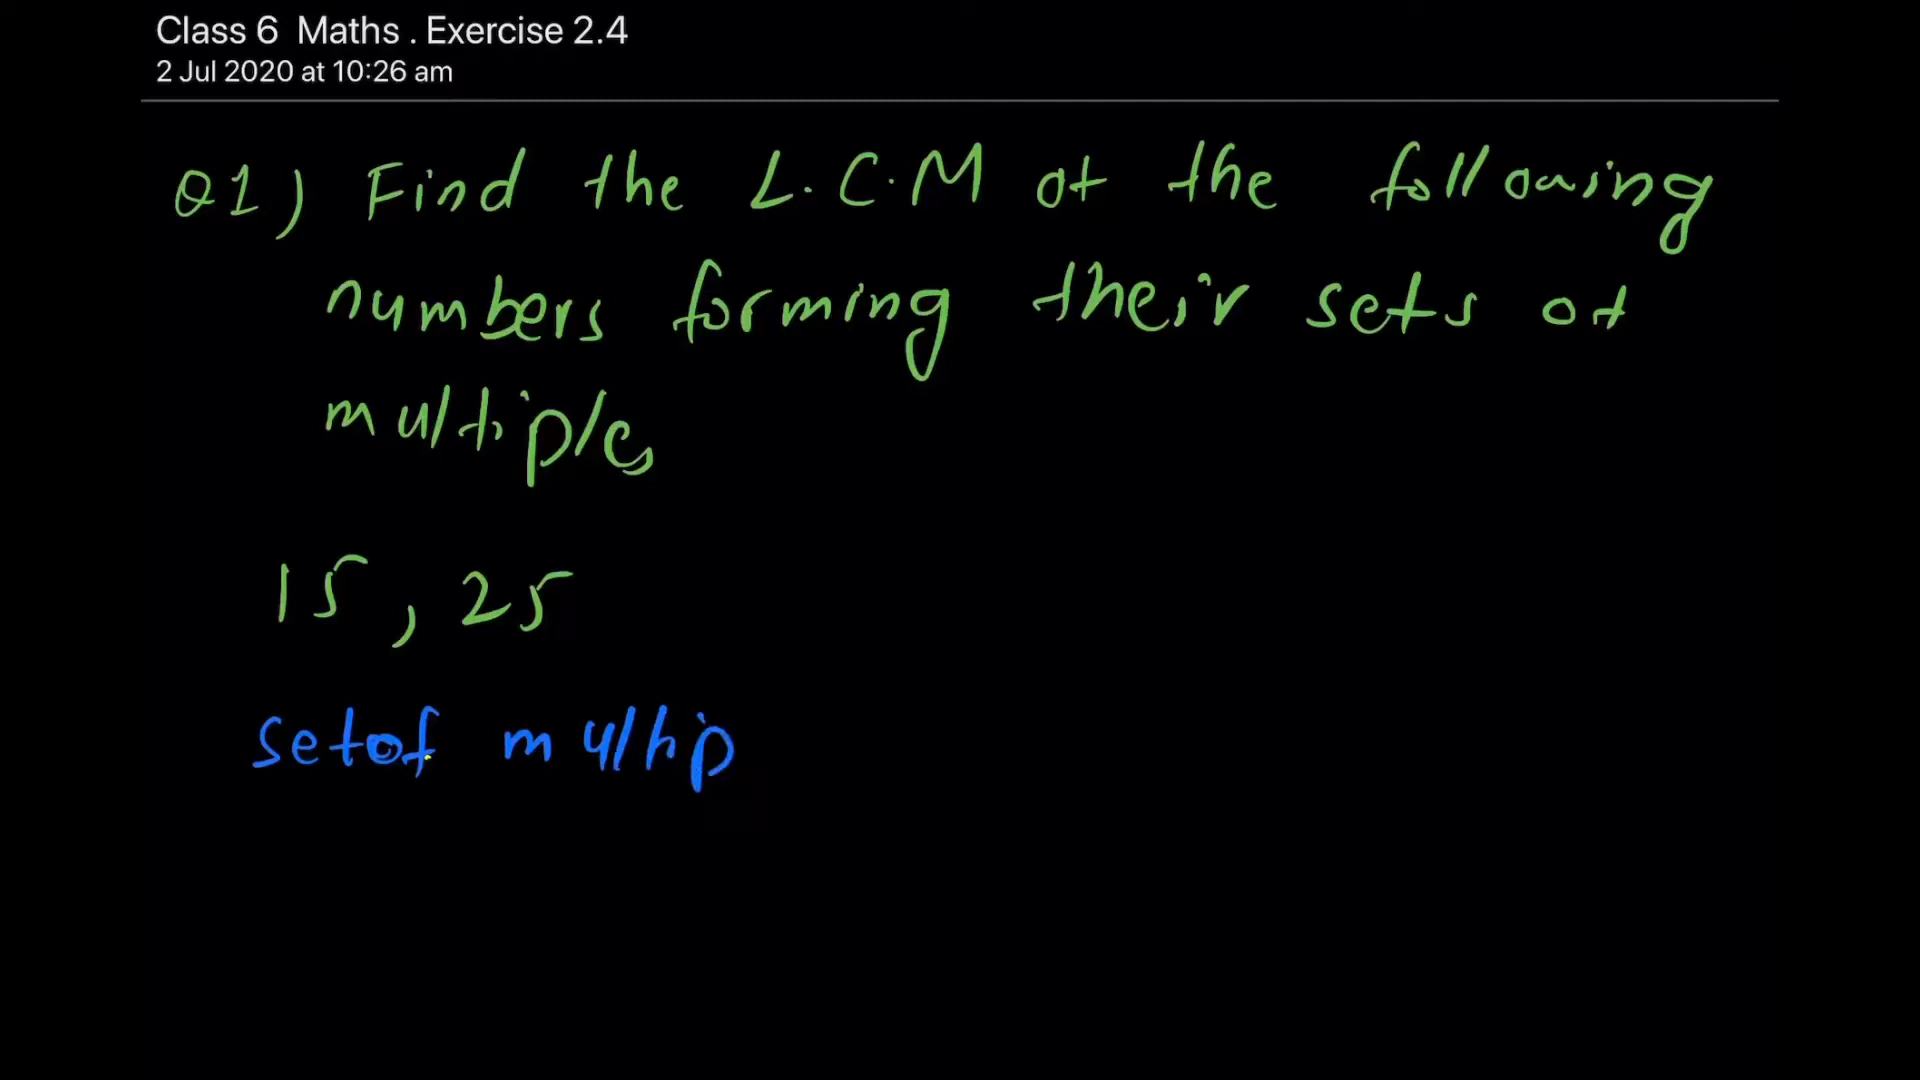 Class 6 Maths . Exercise 2.4
2 Jul 2020 at 10:26 am
Q1) Find the L.C.M of the following
numbers forming their sets of
multiples
15, 25
setof multip